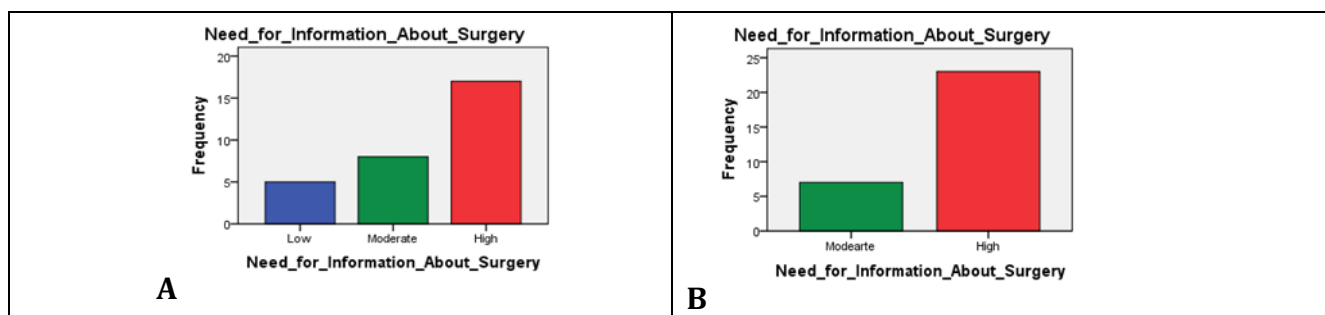 Need_for_Information_About_Surgery
20
15
10
5
0
Frequency
Low Moderate High
Need_for_Information_About_Surgery
A
Need_for_Information_About_Surgery
25
20
15
10
5
0
Frequency
Modearte High
Need_for_Information_About_Surgery
B